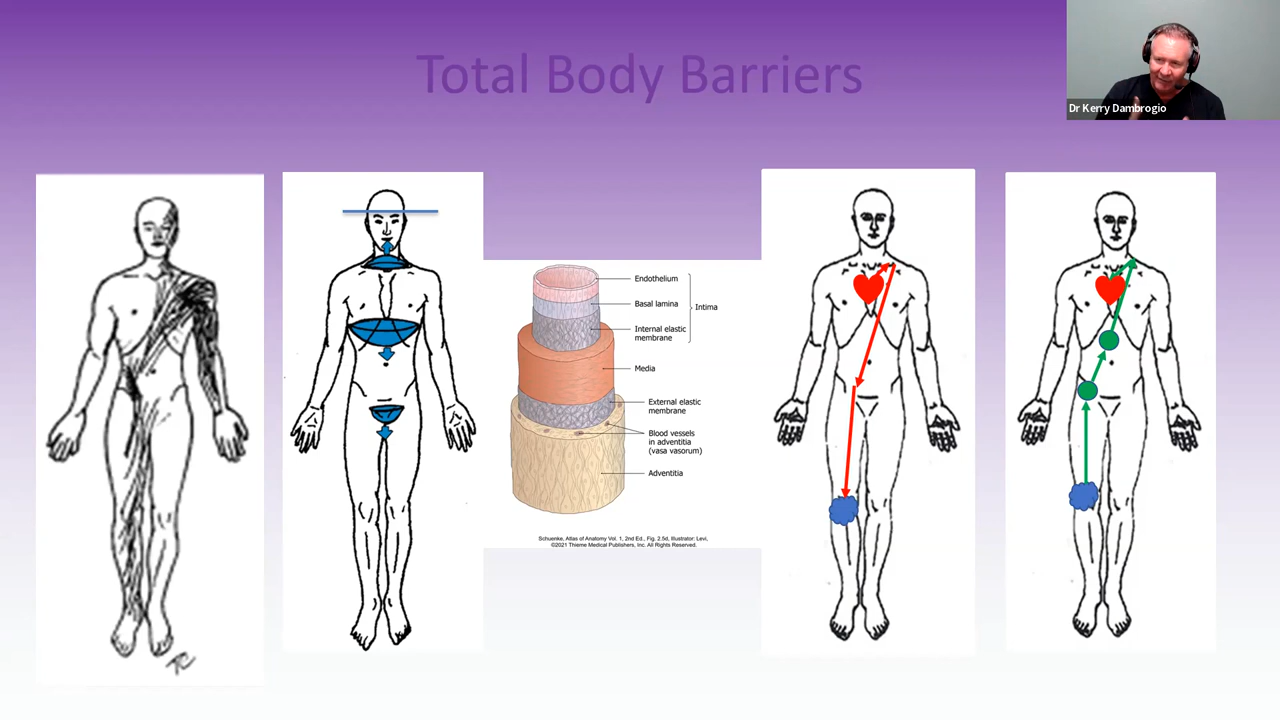 Total Body Barriers
Dr Kerry Dambrogio
Endothelium
Basal lamina
Intima
Internal elastic
membrane
Media
External elastic
membrane
Blood vessels
in adventitia
(vasa vasorum)
Adventitia
Schuenke, Atlas of Anatomy Vol. 1, 2nd Ed., Fig. 2.5d, Illustrator: Levi,
©2021 Thieme Medical Publishers, Inc. All Rights Reserved.